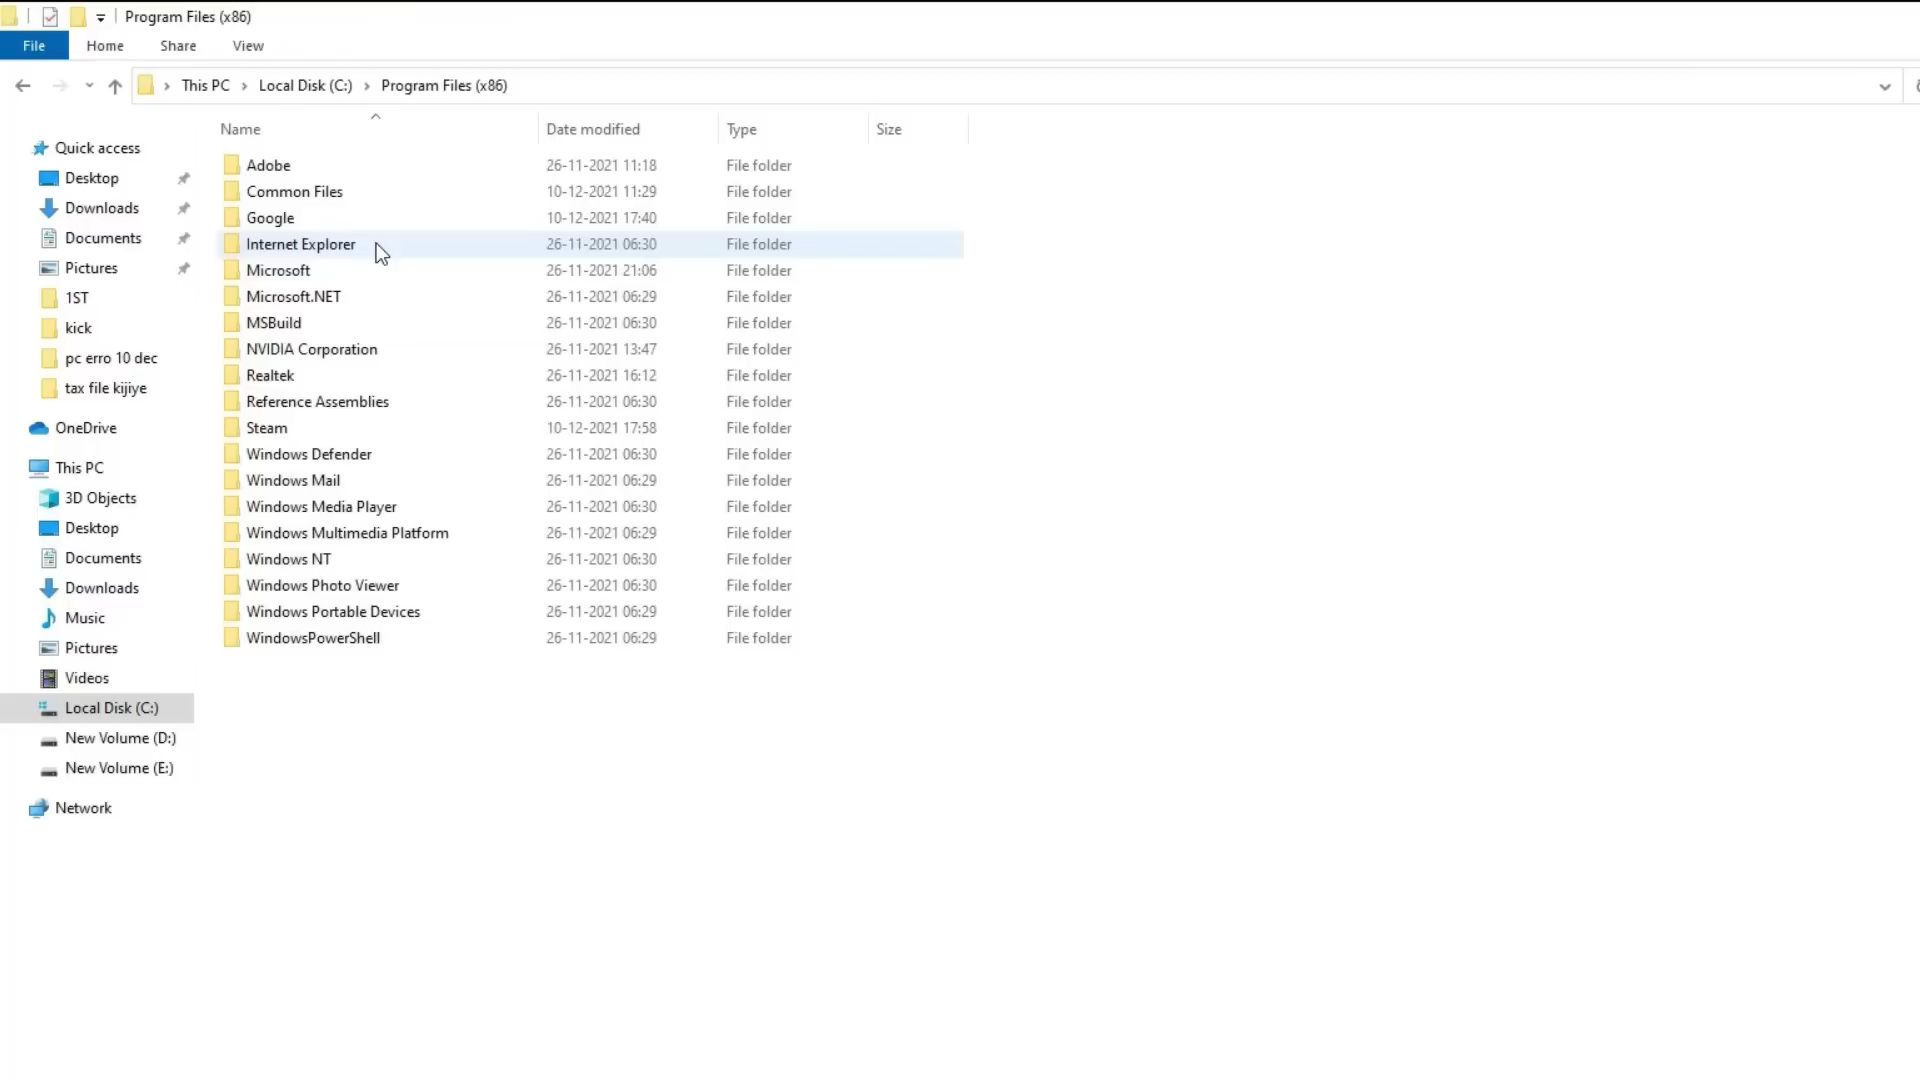 Program Files (x86)
File Home Share View
This PC Local Disk (C:) Program Files (x86)
Name Date modified Type Size
Quick access
Desktop
Downloads
Documents
Pictures
1ST
kick
pc erro 10 dec
tax file kijiye
OneDrive
This PC
3D Objects
Desktop
Documents
Downloads
Music
Pictures
Videos
Local Disk (C:)
New Volume (D:)
New Volume (E:)
Network
Adobe 26-11-2021 11:18 File folder
Common Files 10-12-2021 11:29 File folder
Google 10-12-2021 17:40 File folder
Internet Explorer 26-11-2021 06:30 File folder
Microsoft 26-11-2021 21:06 File folder
Microsoft.NET 26-11-2021 06:29 File folder
MSBuild 26-11-2021 06:30 File folder
NVIDIA Corporation 26-11-2021 13:47 File folder
Realtek 26-11-2021 16:12 File folder
Reference Assemblies 26-11-2021 06:30 File folder
Steam 10-12-2021 17:58 File folder
Windows Defender 26-11-2021 06:30 File folder
Windows Mail 26-11-2021 06:29 File folder
Windows Media Player 26-11-2021 06:30 File folder
Windows Multimedia Platform 26-11-2021 06:29 File folder
Windows NT 26-11-2021 06:30 File folder
Windows Photo Viewer 26-11-2021 06:30 File folder
Windows Portable Devices 26-11-2021 06:29 File folder
WindowsPowerShell 26-11-2021 06:29 File folder